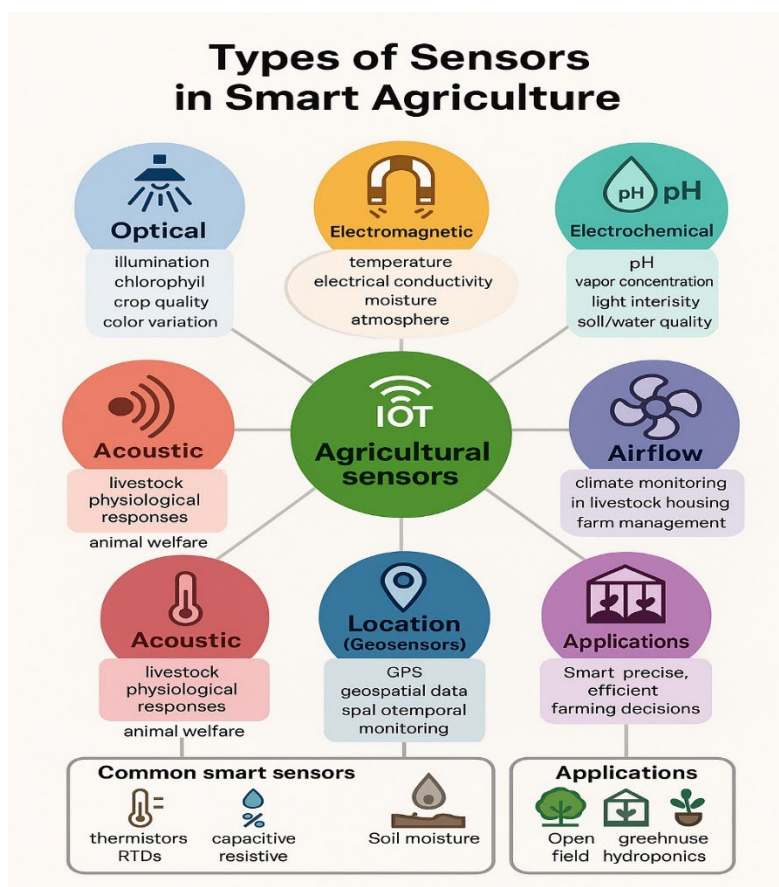 Types of Sensors
in Smart Agriculture
Optical
illumination
chlorophyil
crop quality
color variation
Electromagnetic
temperature
electrical conductivity
moisture
atmosphere
pH pH
Electrochemical
pH
vapor concentration
light interisity
soll/water quality
Acoustic
livestock
physiological
responses
animal welfare
IOT
Agricultural
sensors
Airflow
climate monitoring
in livestock housing
farm management
Acoustic
livestock
physiological
responses
animal welfare
Location
(Geosensors)
GPS
geospatial data
spal otemporal
monitoring
Applications
Smart precise,
efficient
farming decisions
Common smart sensors
thermistors
RTDs
capacitive
resistive
Soil moisture
Applications
Open
field
greehnuse
hydroponics